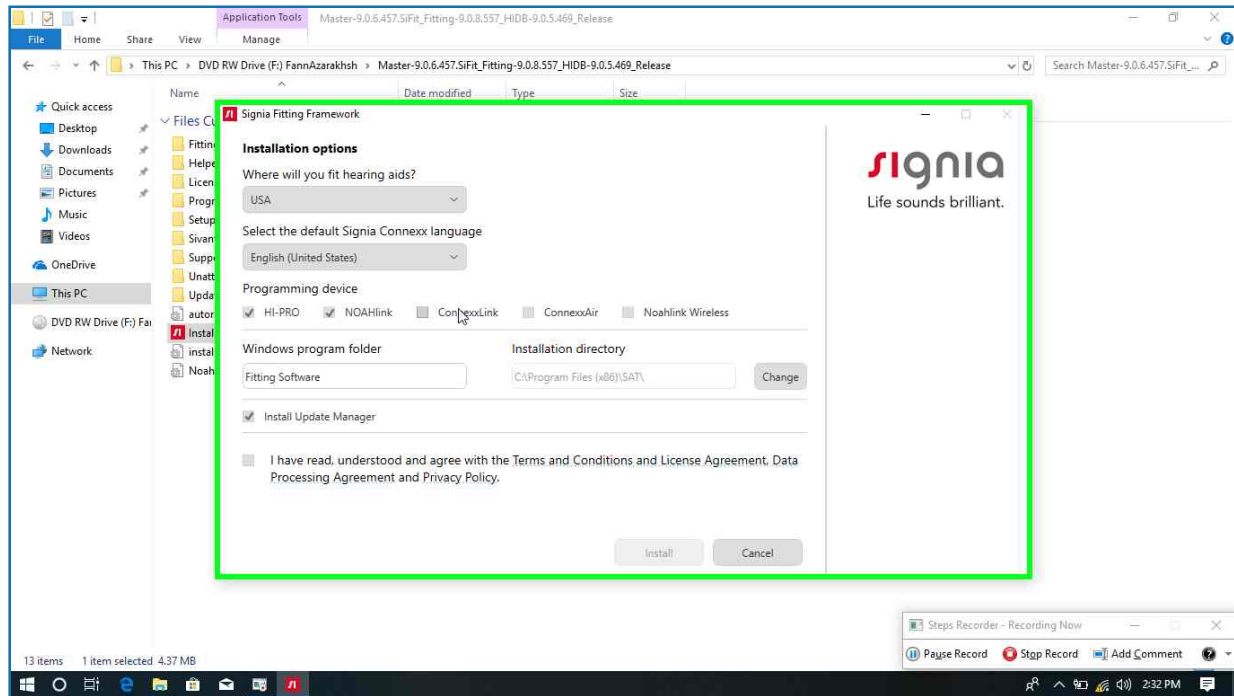 Application Tools Master-9.0.6.457.SiFit_Fitting-9.0.8.557_HIDB-9.0.5.469_Release
File Home Share View Manage
This PC > DVD RW Drive (F:) FannAzarakhsh > Master-9.0.6.457.SiFit_Fitting-9.0.8.557_HIDB-9.0.5.469_Release Search Master-9.0.6.457.SiFit_...
Name Date modified Type Size
Quick access
Desktop
Downloads
Documents
Pictures
Music
Videos
OneDrive
This PC
DVD RW Drive (F:) Fa
Network
Files
Signia Fitting Framework
Installation options
Where will you fit hearing aids?
USA
Select the default Signia Connexx language
English (United States)
Programming device
HI-PRO NOAHlink ConnexxLink ConnexxAir Noahlink Wireless
Windows program folder Installation directory
Fitting Software C:\Program Files (x86)\SAT\ Change
Install Update Manager
I have read, understood and agree with the Terms and Conditions and License Agreement, Data
Processing Agreement and Privacy Policy.
Install Cancel
signia
Life sounds brilliant.
Steps Recorder - Recording Now
Pause Record Stop Record Add Comment
13 items 1 item selected 4.37 MB
2:32 PM